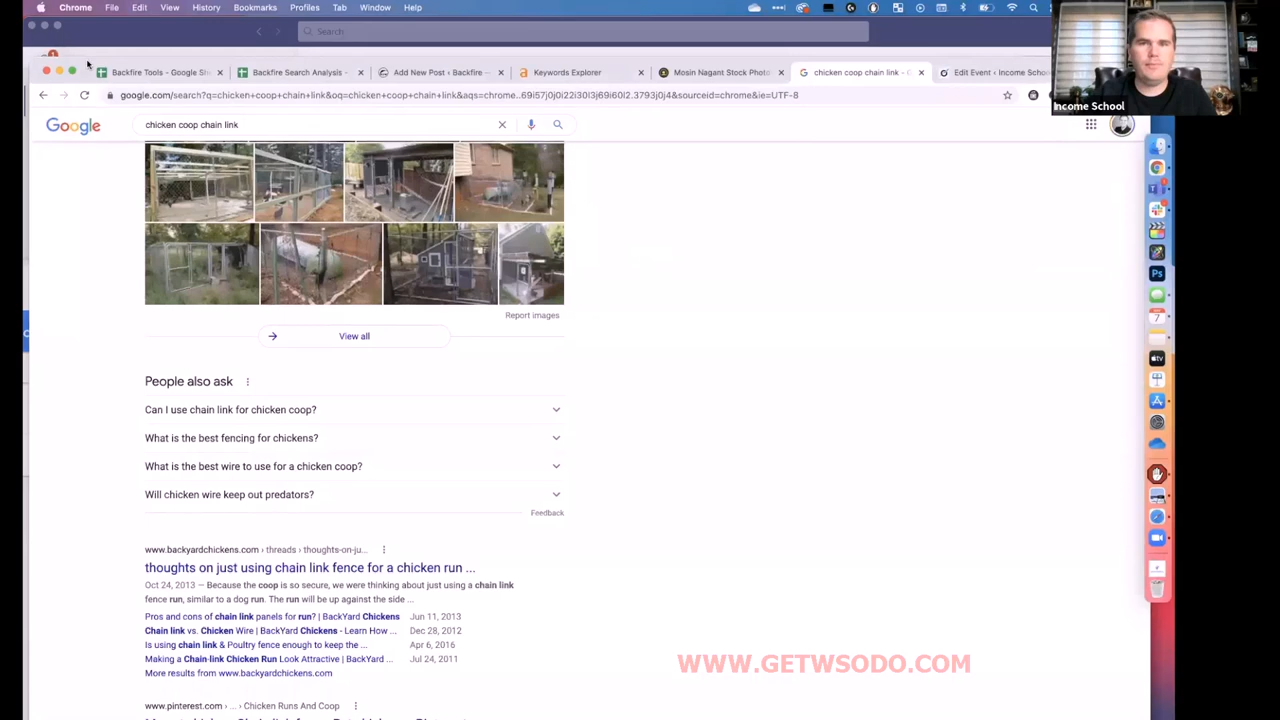 Chrome File Edit View History Bookmarks Profiles Tab Window Help
Search
Backfire Tools - Google Sh Backfire Search Analysis - Add New Post ‹ Backfire — Keywords Explorer Mosin Nagant Stock Photo chicken coop chain link - G Edit Event ‹ Income School
google.com/search?q=chicken+coop+chain+link&oq=chicken+coop+chain+link&aqs=chrome..69i57j0j0i22i30l3j69i60l2.3793j0j4&sourceid=chrome&ie=UTF-8
Income School
Google chicken coop chain link
Report images
View all
People also ask
Can I use chain link for chicken coop?
What is the best fencing for chickens?
What is the best wire to use for a chicken coop?
Will chicken wire keep out predators?
Feedback
www.backyardchickens.com › threads › thoughts-on-ju...
thoughts on just using chain link fence for a chicken run ...
Oct 24, 2013 — Because the coop is so secure, we were thinking about just using a chain link
fence run, similar to a dog run. The run will be up against the side ...
Pros and cons of chain link panels for run? | BackYard Chickens Jun 11, 2013
Chain link vs. Chicken Wire | BackYard Chickens - Learn How ... Dec 28, 2012
Is using chain link & Poultry fence enough to keep the ... Apr 6, 2016
Making a Chain-link Chicken Run Look Attractive | BackYard ... Jul 24, 2011
More results from www.backyardchickens.com
WWW.GETWSODO.COM
www.pinterest.com › ... › Chicken Runs And Coop